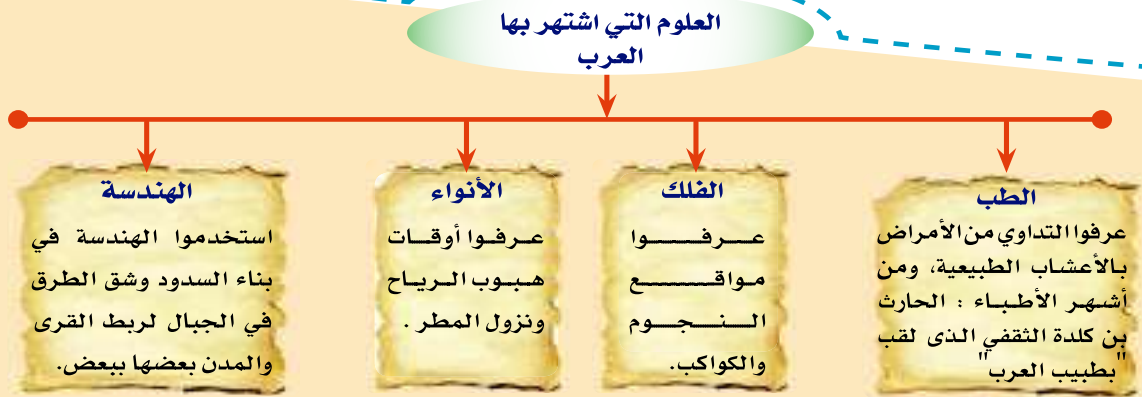 العلوم التي اشتهر بها
العرب
الطب
عرفوا التداوي من الأمراض
بالأعشاب الطبيعية، ومن
أشهر الأطباء : الحارث
بن كلدة الثقفي الذى لقب
"بطبيب العرب"
الفلك
عرفوا
مواقع
النجوم
والكواكب.
الأنواء
عرفوا أوقات
هبوب الرياح
ونزول المطر .
الهندسة
استخدموا الهندسة في
بناء السدود وشق الطرق
في الجبال لربط القرى
والمدن بعضها ببعض.